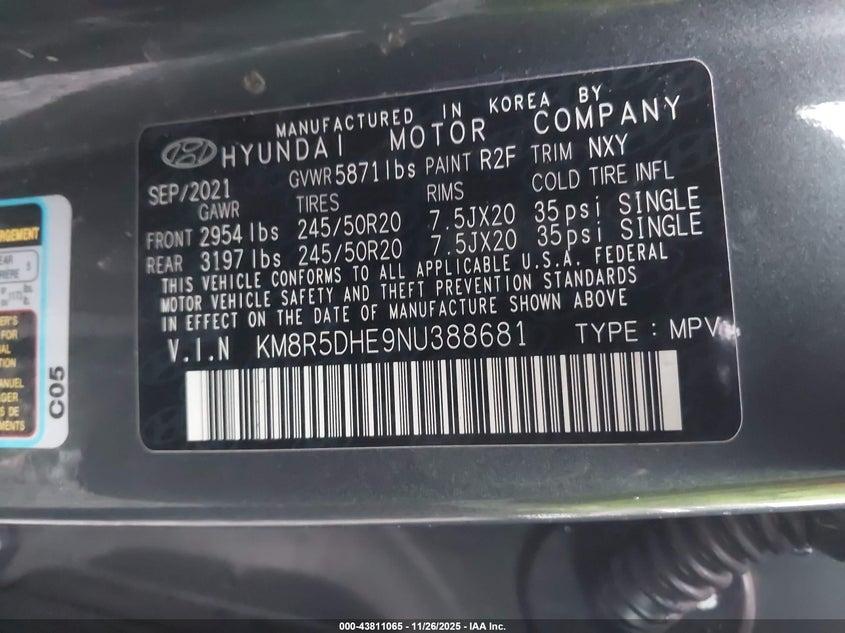 MANUFACTURED IN KOREA BY
HYUNDAI MOTOR COMPANY
SEP/2021 GVWR 5871lbs PAINT R2F TRIM NXY
GAWR TIRES RIMS COLD TIRE INFL
FRONT 2954 lbs 245/50R20 7.5JX20 35psi SINGLE
REAR 3197 lbs 245/50R20 7.5JX20 35psi SINGLE
THIS VEHICLE CONFORMS TO ALL APPLICABLE U.S.A. FEDERAL
MOTOR VEHICLE SAFETY AND THEFT PREVENTION STANDARDS
IN EFFECT ON THE DATE OF MANUFACTURE SHOWN ABOVE
V.I.N KM8R5DHE9NU388681 TYPE : MPV
C05
000-43811065 - 11/26/2025 - IAA Inc.